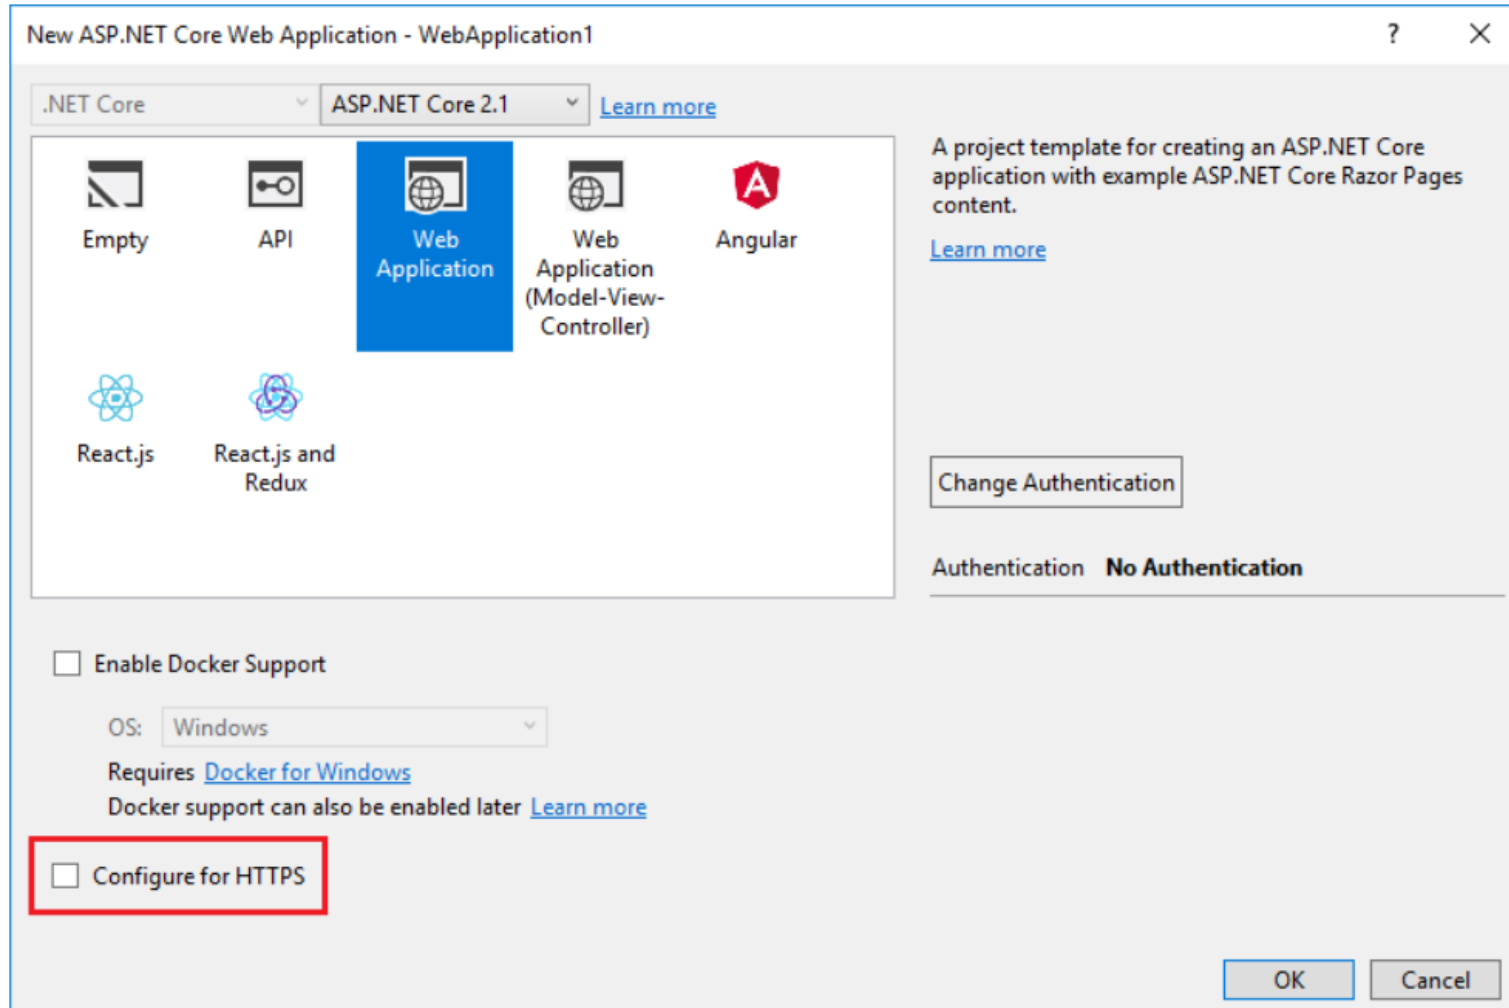 New ASP.NET Core Web Application - WebApplication1
?
.NET Core
ASP.NET Core 2.1
Learn more
Empty
API
Web
Application
Web
Application
(Model-View-
Controller)
Angular
React.js
React.js and
Redux
A project template for creating an ASP.NET Core
application with example ASP.NET Core Razor Pages
content.
Learn more
Change Authentication
Authentication No Authentication
Enable Docker Support
OS: Windows
Requires Docker for Windows
Docker support can also be enabled later Learn more
Configure for HTTPS
OK
Cancel